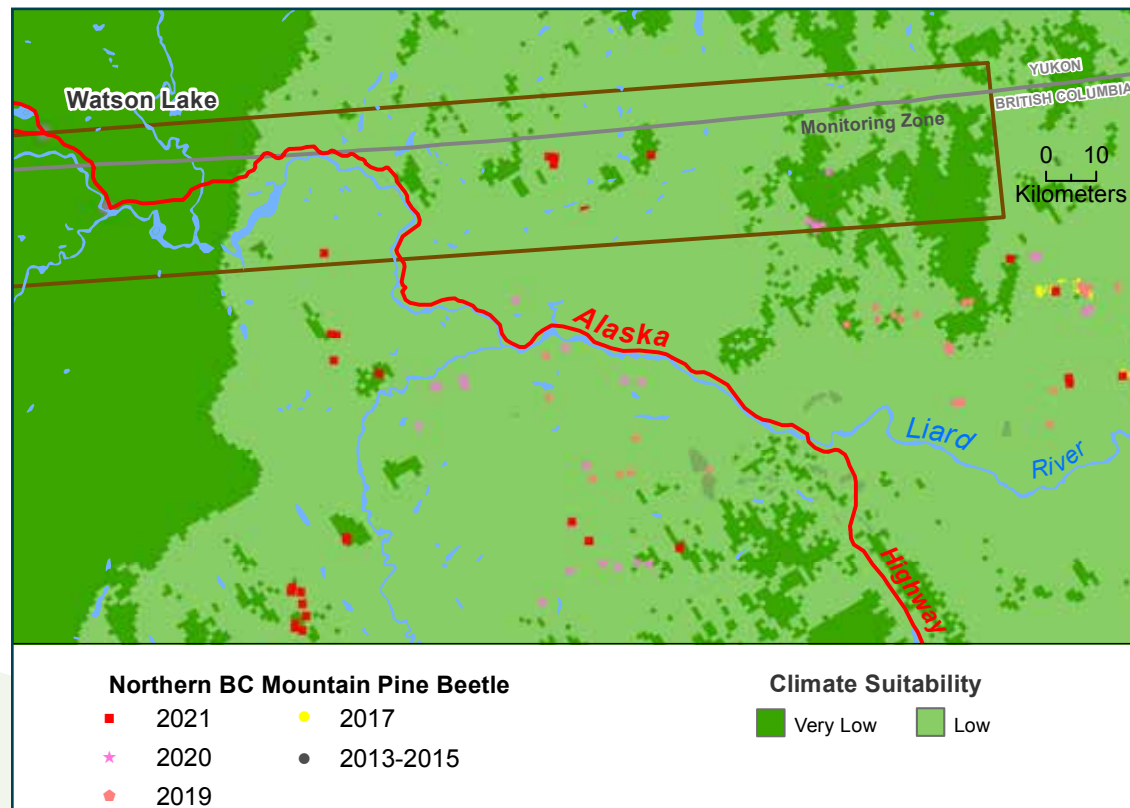 YUKON
Watson Lake
BRITISH COLUMBIA
Monitoring Zone
0 10
Kilometers
Alaska
Liard
River
Highway
Northern BC Mountain Pine Beetle
2021
2020
2019
2017
2013-2015
Climate Suitability
Very Low
Low